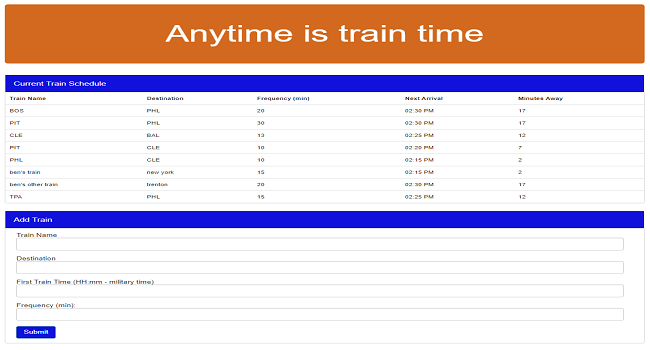 Anytime is train time
Current Train Schedule
Train Name Destination Frequency (min) Next Arrival Minutes Away
BOS PHL 20 02:30 PM 17
PIT PHL 30 02:30 PM 17
CLE BAL 13 02:25 PM 12
PIT CLE 10 02:20 PM 7
PHL CLE 10 02:15 PM 2
ben's train new york 15 02:15 PM 2
ben's other train trenton 20 02:30 PM 17
TPA PHL 15 02:25 PM 12
Add Train
Train Name
Destination
First Train Time (HH:mm - military time)
Frequency (min):
Submit